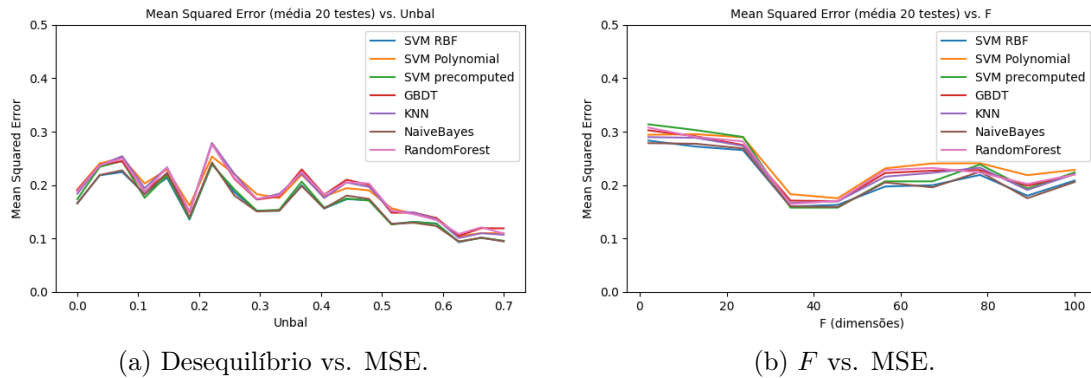 Mean Squared Error (média 20 testes) vs. Unbal
0.5
0.4
0.3
0.2
0.1
0.0
Mean Squared Error
SVM RBF
SVM Polynomial
SVM precomputed
GBDT
KNN
NaiveBayes
RandomForest
0.0 0.1 0.2 0.3 0.4 0.5 0.6 0.7
Unbal
(a) Desequilíbrio vs. MSE.
Mean Squared Error (média 20 testes) vs. F
0.5
0.4
0.3
0.2
0.1
0.0
Mean Squared Error
SVM RBF
SVM Polynomial
SVM precomputed
GBDT
KNN
NaiveBayes
RandomForest
0 20 40 60 80 100
F (dimensões)
(b) F vs. MSE.